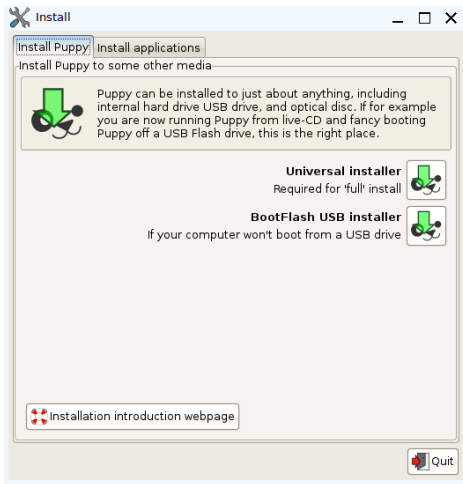 Install
Install Puppy
Install applications
Install Puppy to some other media
Puppy can be installed to just about anything, including
internal hard drive USB drive, and optical disc. If for example
you are now running Puppy from live-CD and fancy booting
Puppy off a USB Flash drive, this is the right place.
Universal installer
Required for 'full' install
BootFlash USB installer
If your computer won't boot from a USB drive
Installation introduction webpage
Quit